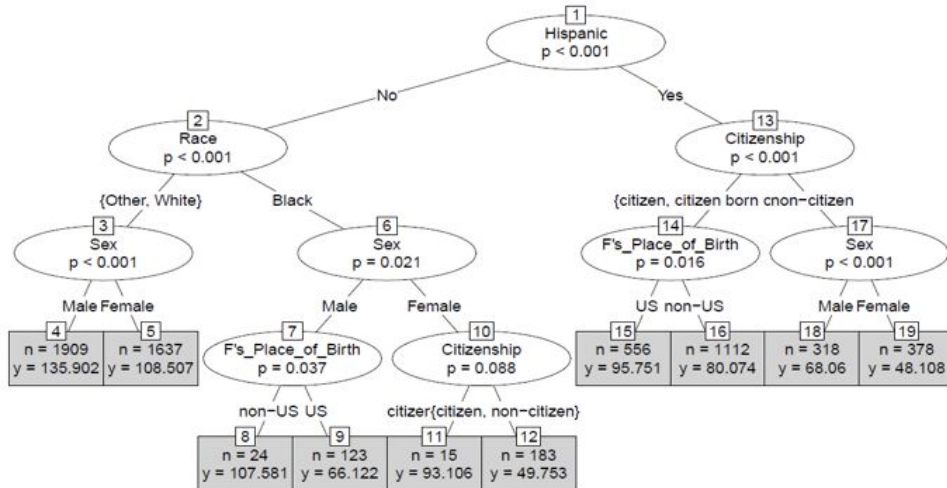 1
Hispanic
p < 0.001
No
Yes
2
Race
p < 0.001
13
Citizenship
p < 0.001
{Other, White}
Black
{citizen, citizen born cnon-citizen
3
Sex
p < 0.001
6
Sex
p = 0.021
14
F's_Place_of_Birth
p = 0.016
17
Sex
p < 0.001
Male Female
Male
Female
US non-US
Male Female
4
n = 1909
y = 135.902
5
n = 1637
y = 108.507
7
F's_Place_of_Birth
p = 0.037
10
Citizenship
p = 0.088
15
n = 556
y = 95.751
16
n = 1112
y = 80.074
18
n = 318
y = 68.06
19
n = 378
y = 48.108
non-US US
citizer{citizen, non-citizen}
8
n = 24
y = 107.581
9
n = 123
y = 66.122
11
n = 15
y = 93.106
12
n = 183
y = 49.753